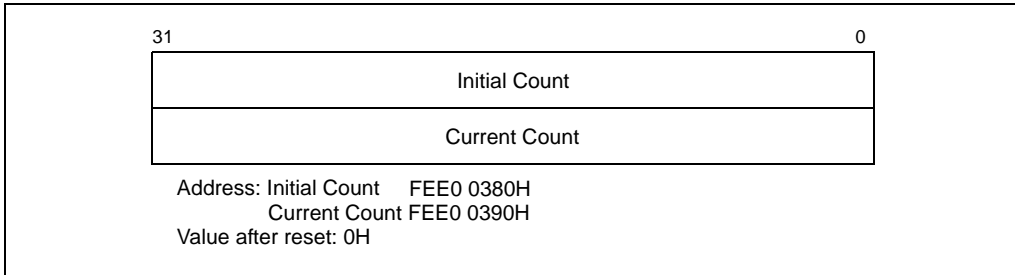 31 0
Initial Count
Current Count
Address: Initial Count FEE0 0380H
Current Count FEE0 0390H
Value after reset: 0H